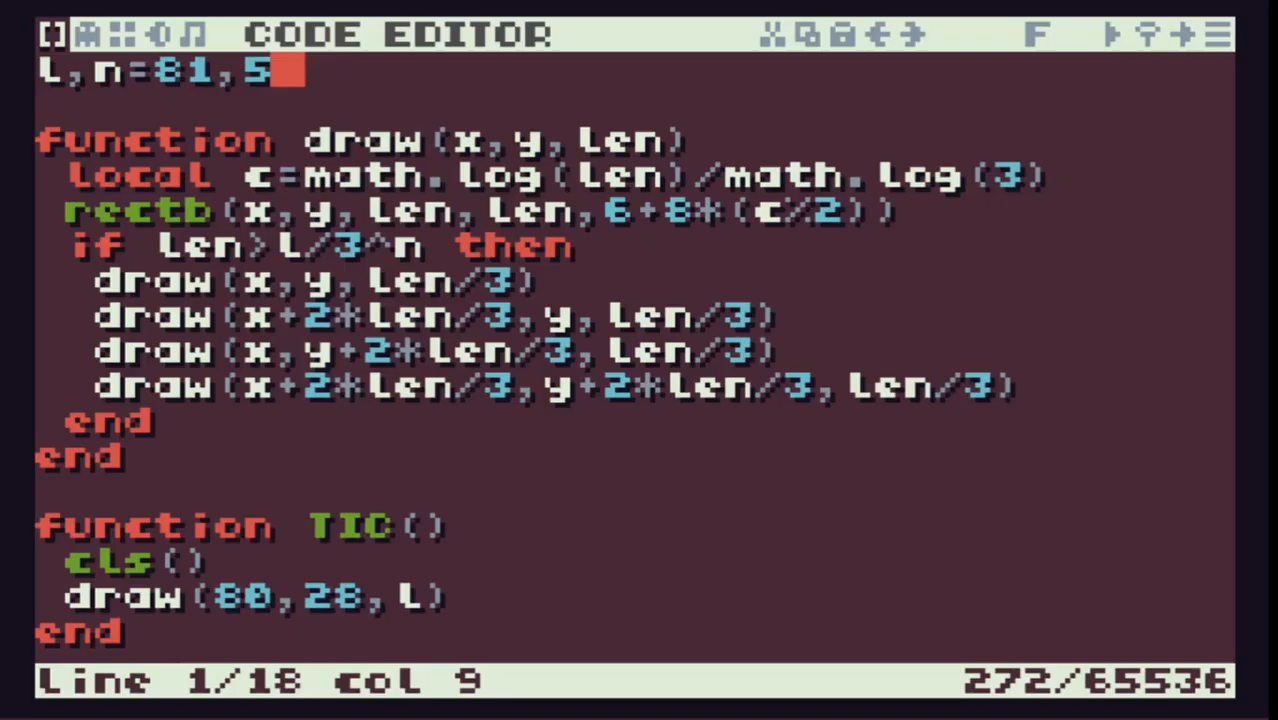 CODE EDITOR F
l,n=81,5
function draw(x,y,len)
 local c=math.log(len)/math.log(3)
 rectb(x,y,len,len,6+8*(c%2))
 if len>l/3^n then
  draw(x,y,len/3)
  draw(x+2*len/3,y,len/3)
  draw(x,y+2*len/3,len/3)
  draw(x+2*len/3,y+2*len/3,len/3)
 end
end
function TIC()
 cls()
 draw(80,28,l)
end
line 1/18 col 9 272/65536